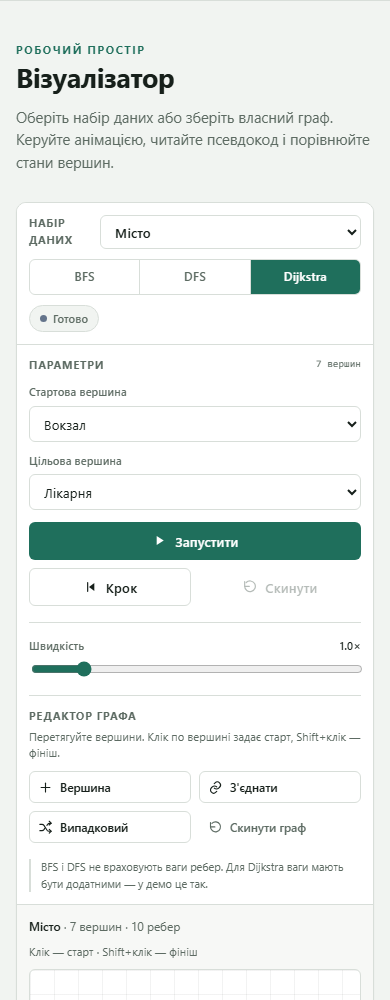 РОБОЧИЙ ПРОСТІР
Візуалізатор
Оберіть набір даних або зберіть власний граф.
Керуйте анімацією, читайте псевдокод і порівнюйте
стани вершин.
НАБІР
ДАНИХ
Місто
BFS
DFS
Dijkstra
Готово
ПАРАМЕТРИ
7 вершин
Стартова вершина
Вокзал
Цільова вершина
Лікарня
Запустити
Крок
Скинути
Швидкість
1.0×
РЕДАКТОР ГРАФА
Перетягуйте вершини. Клік по вершині задає старт, Shift+клік —
фініш.
Вершина
З'єднати
Випадковий
Скинути граф
BFS і DFS не враховують ваги ребер. Для Dijkstra ваги мають
бути додатними — у демо це так.
Місто · 7 вершин · 10 ребер
Клік — старт · Shift+клік — фініш